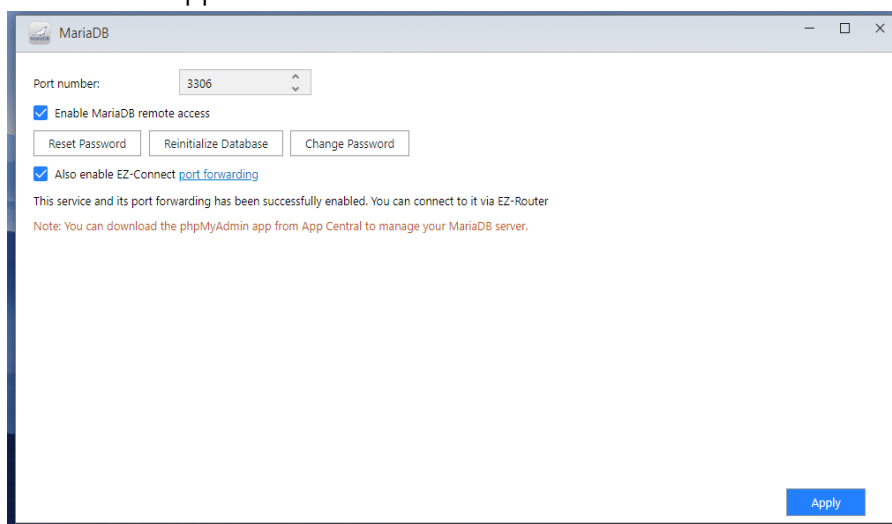 MariaDB
Port number: 3306
Enable MariaDB remote access
Reset Password Reinitialize Database Change Password
Also enable EZ-Connect port forwarding
This service and its port forwarding has been successfully enabled. You can connect to it via EZ-Router
Note: You can download the phpMyAdmin app from App Central to manage your MariaDB server.
Apply